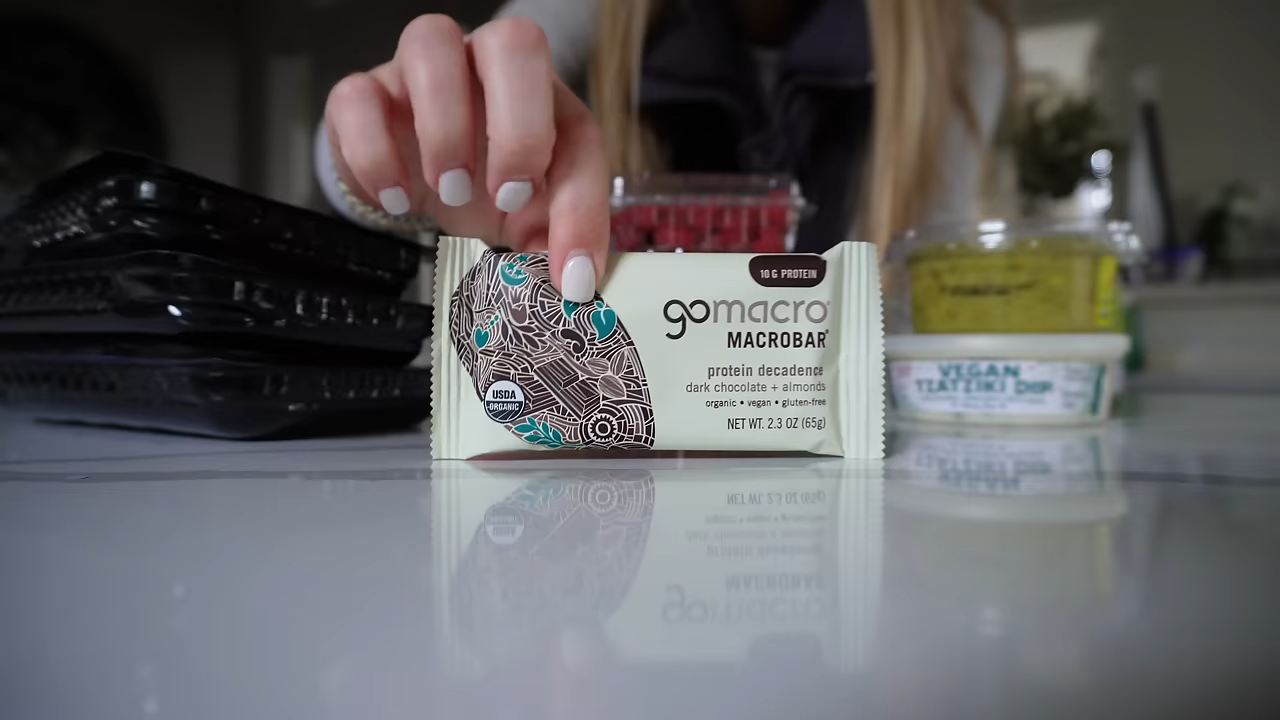 10 G PROTEIN
gomacro®
MACROBAR®
protein decadence
dark chocolate + almonds
organic • vegan • gluten-free
NET WT. 2.3 OZ (65g)
USDA
ORGANIC
VEGAN
TZATZIKI DIP